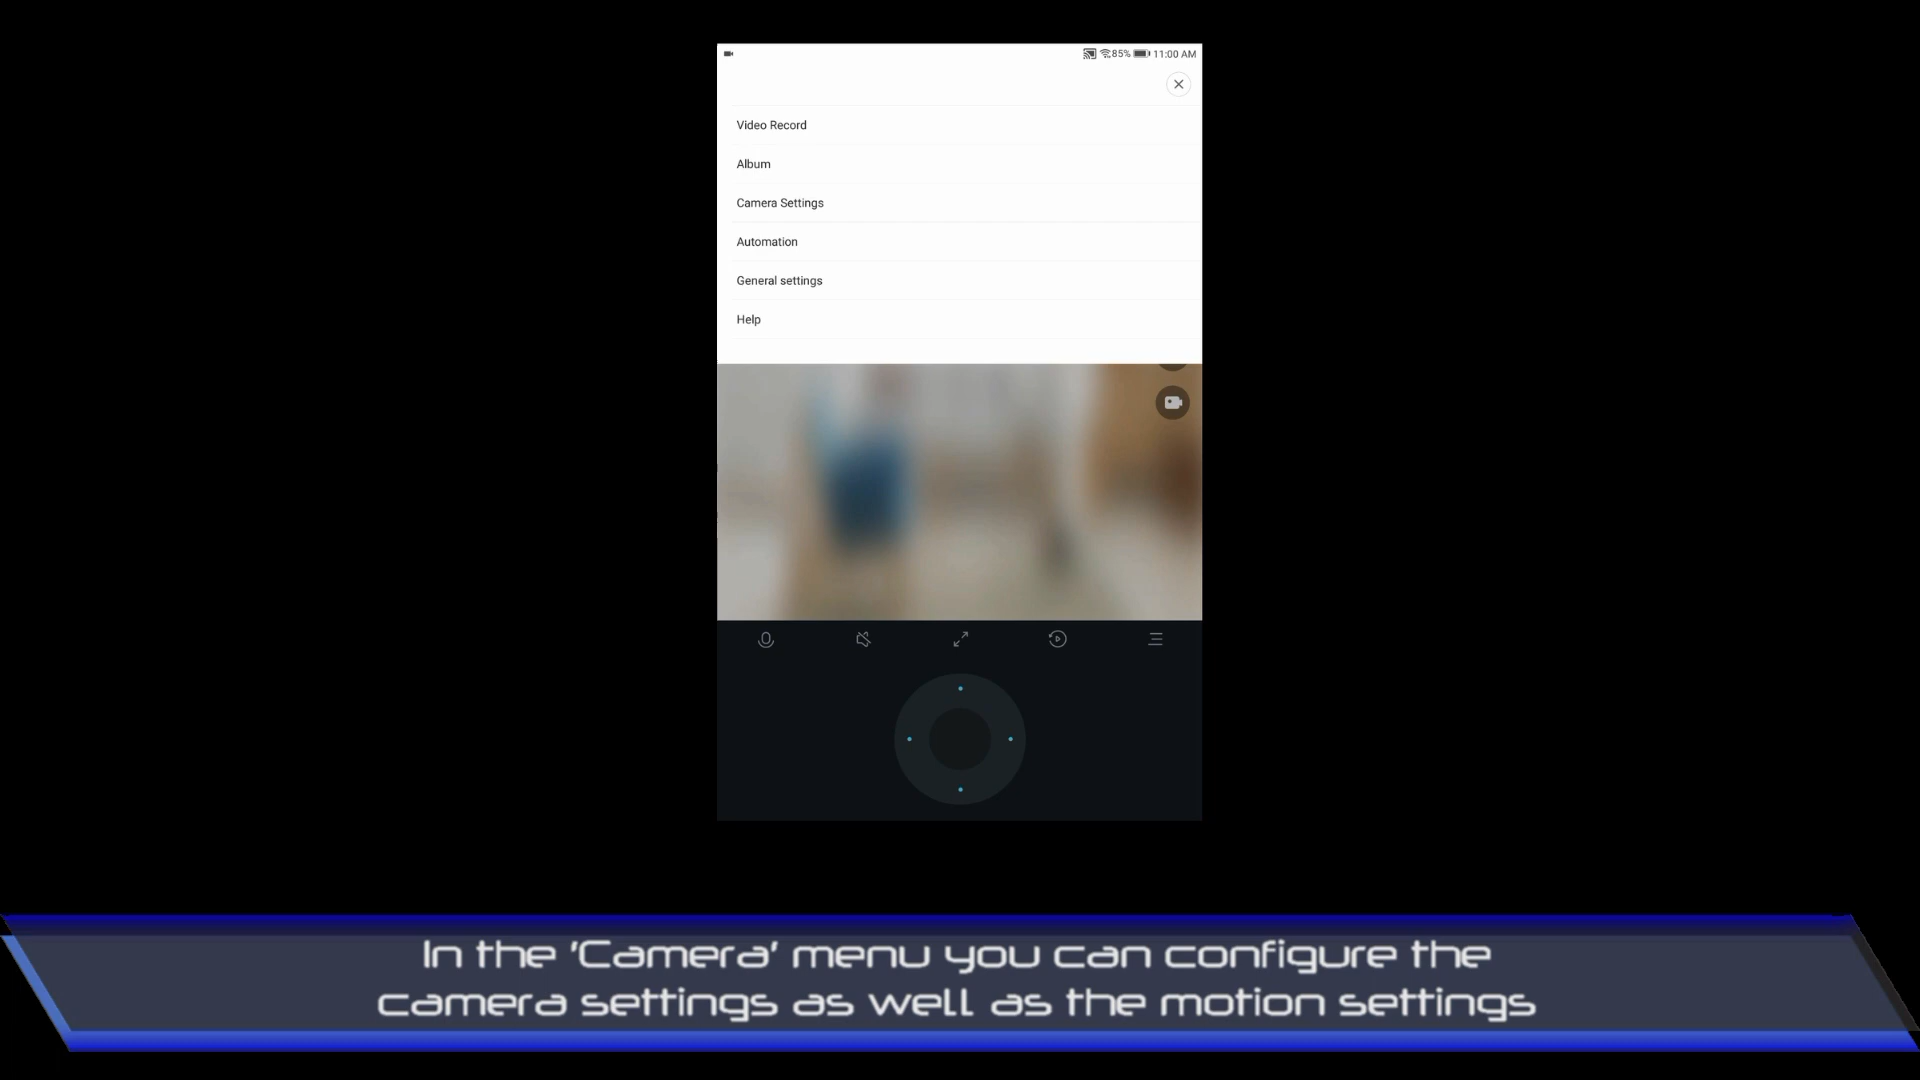 85% 11:00 AM
Video Record
Album
Camera Settings
Automation
General settings
Help
In the 'Camera' menu you can configure the
camera settings as well as the motion settings